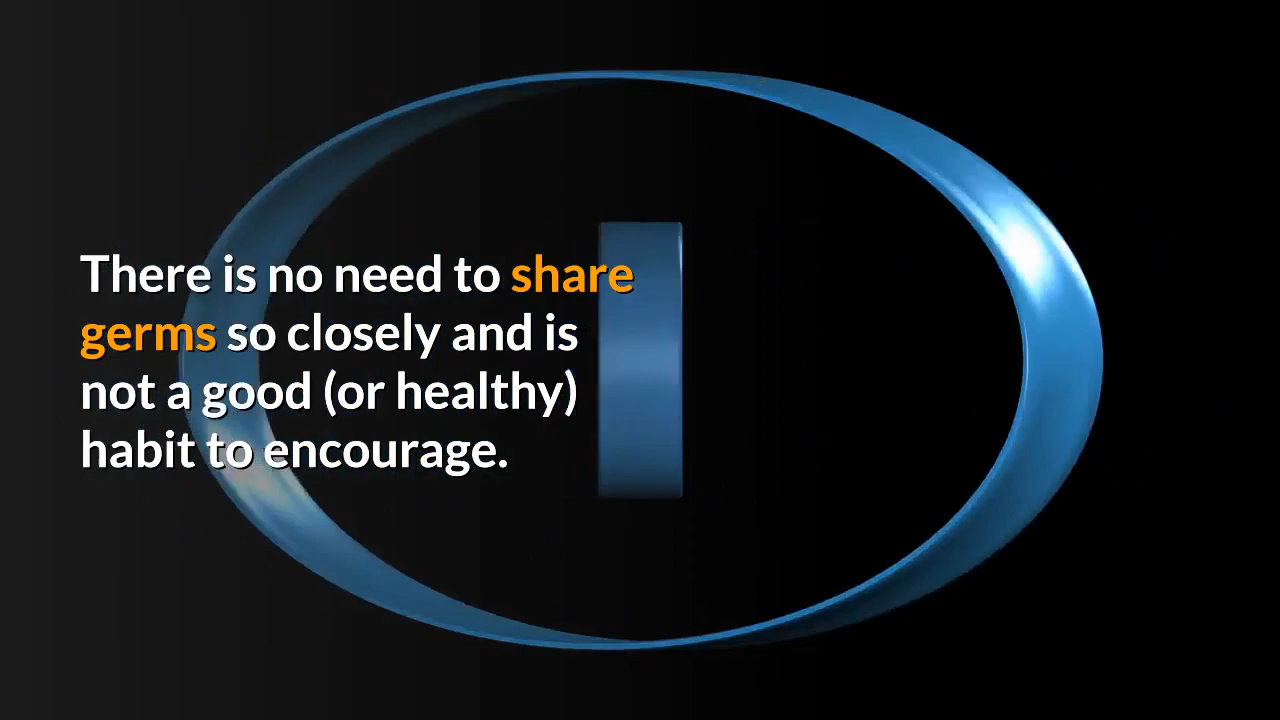 There is no need to share
germs so closely and is
not a good (or healthy)
habit to encourage.